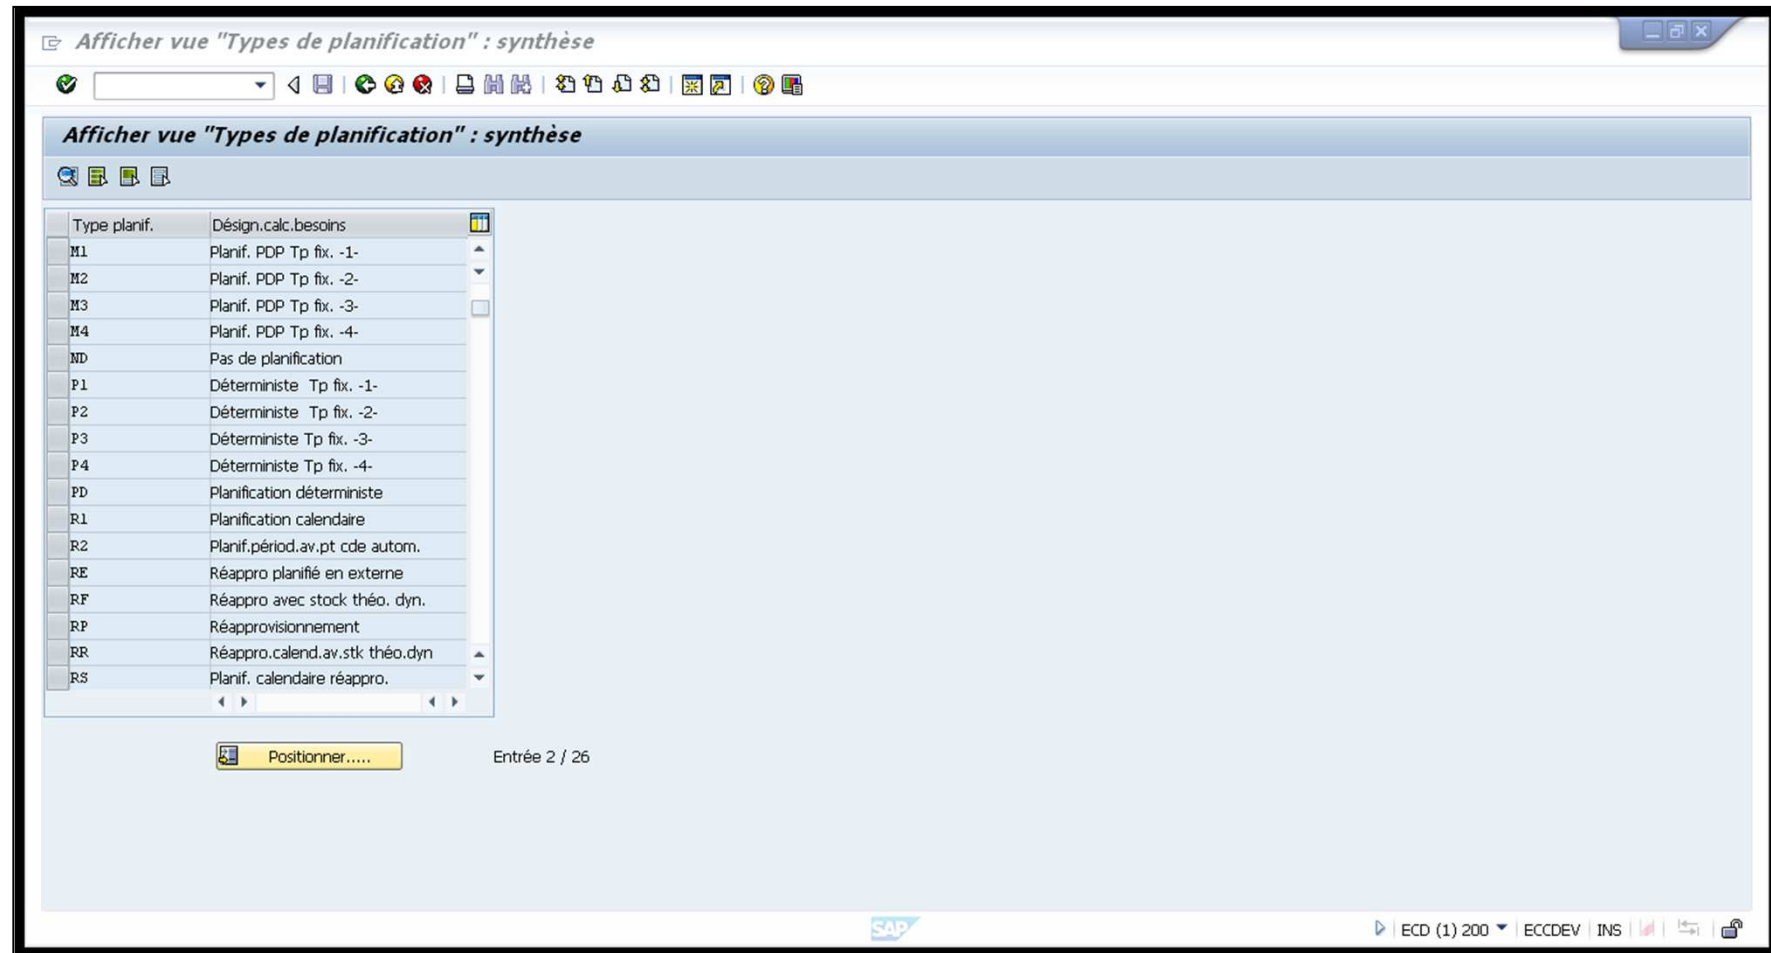 Afficher vue "Types de planification" : synthèse
Afficher vue "Types de planification" : synthèse
Type planif. Désign.calc.besoins
M1 Planif. PDP Tp fix. -1-
M2 Planif. PDP Tp fix. -2-
M3 Planif. PDP Tp fix. -3-
M4 Planif. PDP Tp fix. -4-
ND Pas de planification
P1 Déterministe Tp fix. -1-
P2 Déterministe Tp fix. -2-
P3 Déterministe Tp fix. -3-
P4 Déterministe Tp fix. -4-
PD Planification déterministe
R1 Planification calendaire
R2 Planif.périod.av.pt cde autom.
RE Réappro planifié en externe
RF Réappro avec stock théo. dyn.
RP Réapprovisionnement
RR Réappro.calend.av.stk théo.dyn
RS Planif. calendaire réappro.
Positionner..... Entrée 2 / 26
SAP ECD (1) 200 ECCDEV INS